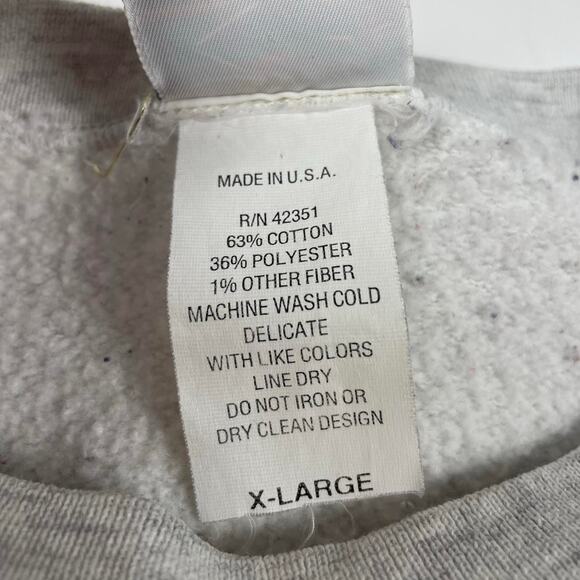 MADE IN U.S.A.
R/N 42351
63% COTTON
36% POLYESTER
1% OTHER FIBER
MACHINE WASH COLD
DELICATE
WITH LIKE COLORS
LINE DRY
DO NOT IRON OR
DRY CLEAN DESIGN
X-LARGE